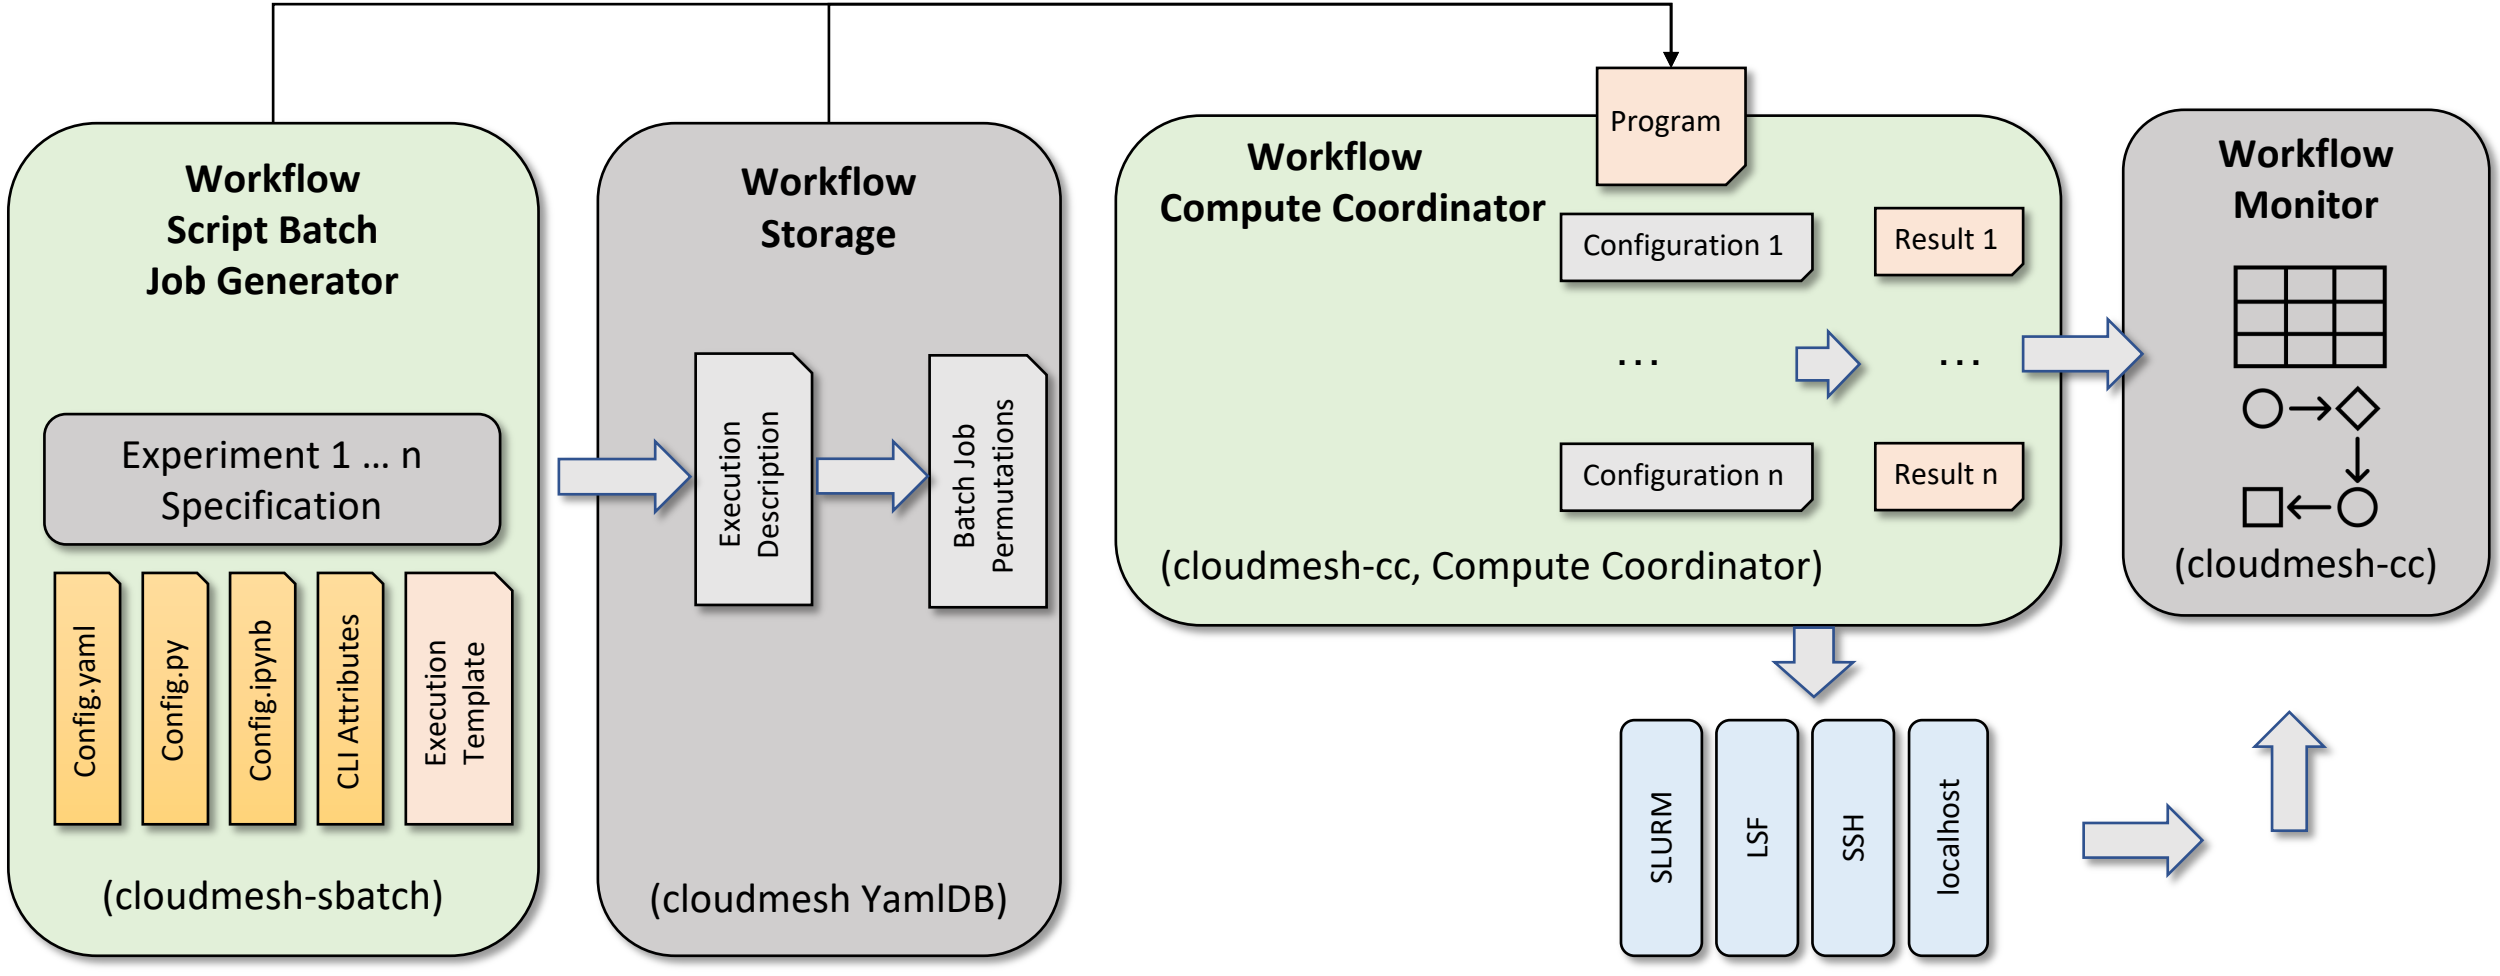 Workflow
Script Batch
Job Generator
Experiment 1 ... n
Specification
Config.yaml
Config.py
Config.ipynb
CLI Attributes
Execution
Template
(cloudmesh-sbatch)
Workflow
Storage
Execution
Description
Batch Job
Permutations
(cloudmesh YamlDB)
Program
Workflow
Compute Coordinator
Configuration 1
Result 1
...
...
Configuration n
Result n
(cloudmesh-cc, Compute Coordinator)
SLURM
LSF
SSH
localhost
Workflow
Monitor
(cloudmesh-cc)